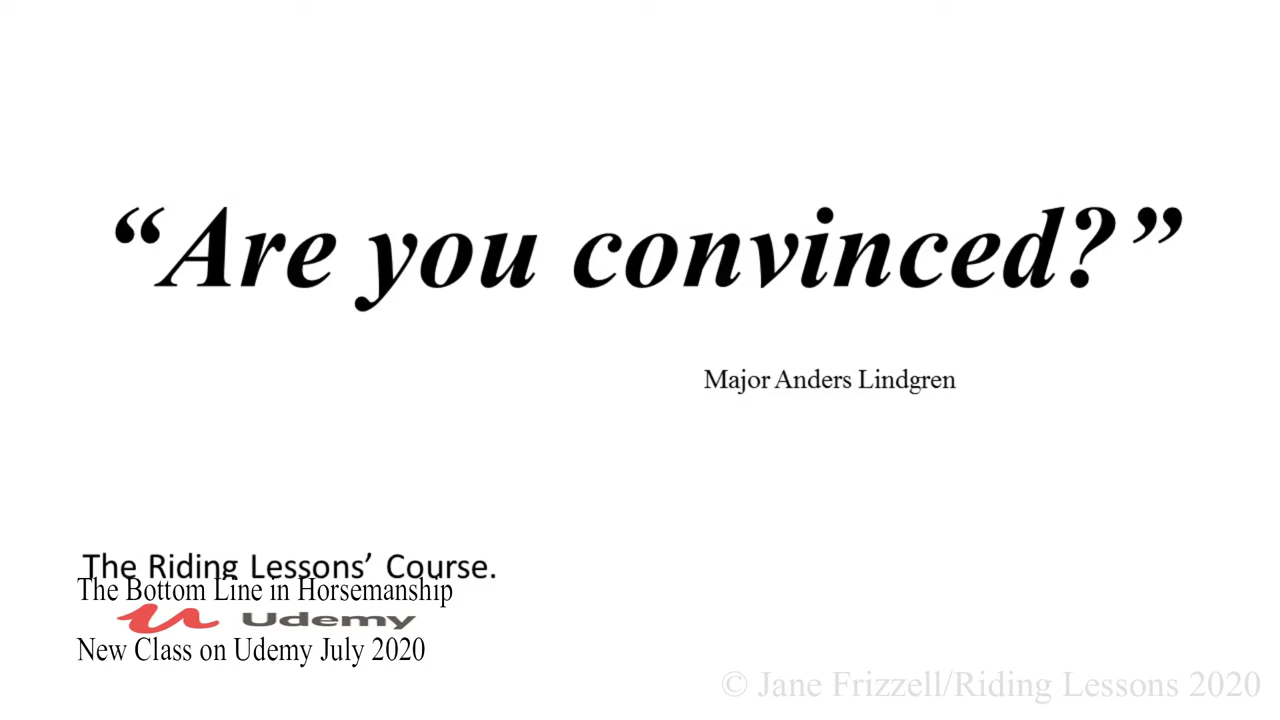 “Are you convinced?”
Major Anders Lindgren
The Riding Lessons’ Course.
The Bottom Line in Horsemanship
Udemy
New Class on Udemy July 2020
© Jane Frizzell/Riding Lessons 2020